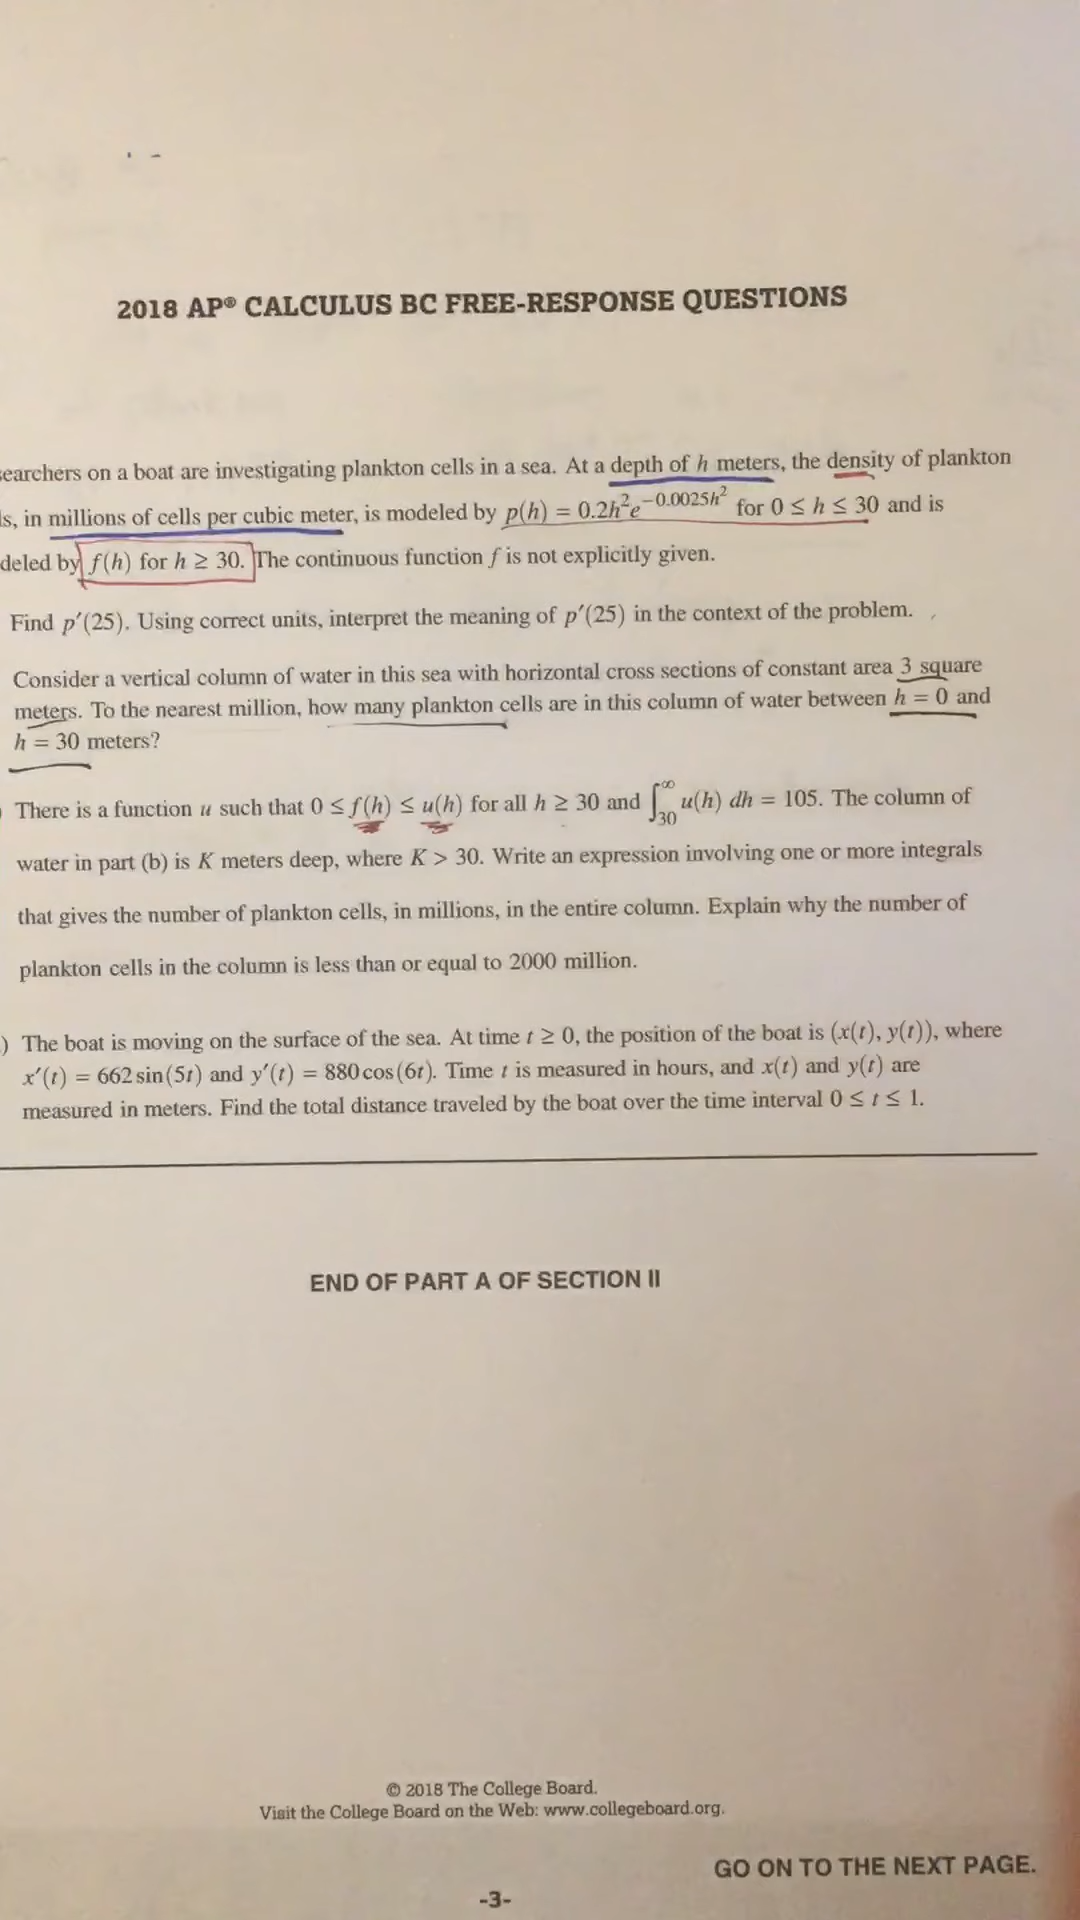 2018 AP® CALCULUS BC FREE-RESPONSE QUESTIONS
searchers on a boat are investigating plankton cells in a sea. At a depth of h meters, the density of plankton
ls, in millions of cells per cubic meter, is modeled by p(h) = 0.2h²e^{−0.0025h²} for 0 ≤ h ≤ 30 and is
deled by f(h) for h ≥ 30. The continuous function f is not explicitly given.
Find p′(25). Using correct units, interpret the meaning of p′(25) in the context of the problem.
Consider a vertical column of water in this sea with horizontal cross sections of constant area 3 square
meters. To the nearest million, how many plankton cells are in this column of water between h = 0 and
h = 30 meters?
) There is a function u such that 0 ≤ f(h) ≤ u(h) for all h ≥ 30 and ∫_{30}^{∞} u(h) dh = 105. The column of
water in part (b) is K meters deep, where K > 30. Write an expression involving one or more integrals
that gives the number of plankton cells, in millions, in the entire column. Explain why the number of
plankton cells in the column is less than or equal to 2000 million.
) The boat is moving on the surface of the sea. At time t ≥ 0, the position of the boat is (x(t), y(t)), where
x′(t) = 662 sin(5t) and y′(t) = 880 cos(6t). Time t is measured in hours, and x(t) and y(t) are
measured in meters. Find the total distance traveled by the boat over the time interval 0 ≤ t ≤ 1.
END OF PART A OF SECTION II
© 2018 The College Board.
Visit the College Board on the Web: www.collegeboard.org.
GO ON TO THE NEXT PAGE.
-3-